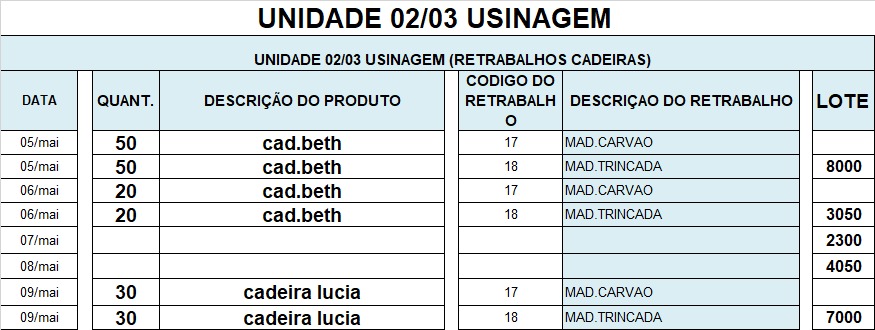 UNIDADE 02/03 USINAGEM
UNIDADE 02/03 USINAGEM (RETRABALHOS CADEIRAS)
DATA QUANT. DESCRIÇÃO DO PRODUTO CODIGO DO RETRABALHO DESCRIÇAO DO RETRABALHO LOTE
05/mai 50 cad.beth 17 MAD.CARVAO
05/mai 50 cad.beth 18 MAD.TRINCADA 8000
06/mai 20 cad.beth 17 MAD.CARVAO
06/mai 20 cad.beth 18 MAD.TRINCADA 3050
07/mai 2300
08/mai 4050
09/mai 30 cadeira lucia 17 MAD.CARVAO
09/mai 30 cadeira lucia 18 MAD.TRINCADA 7000